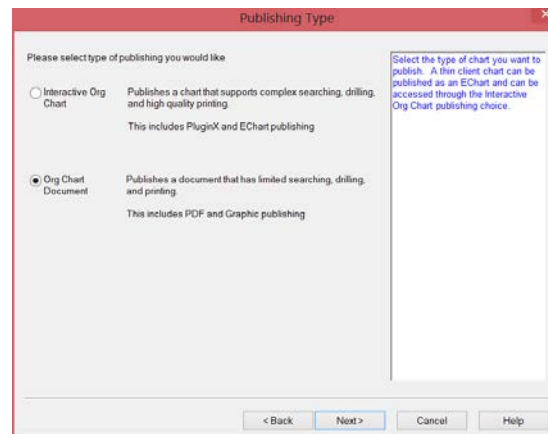 Publishing Type
Please select type of publishing you would like
Interactive Org
Chart
Publishes a chart that supports complex searching, drilling,
and high quality printing.
This includes PluginX and EChart publishing
Org Chart
Document
Publishes a document that has limited searching, drilling,
and printing.
This includes PDF and Graphic publishing
Select the type of chart you want to
publish. A thin client chart can be
published as an EChart and can be
accessed through the Interactive
Org Chart publishing choice.
< Back
Next >
Cancel
Help